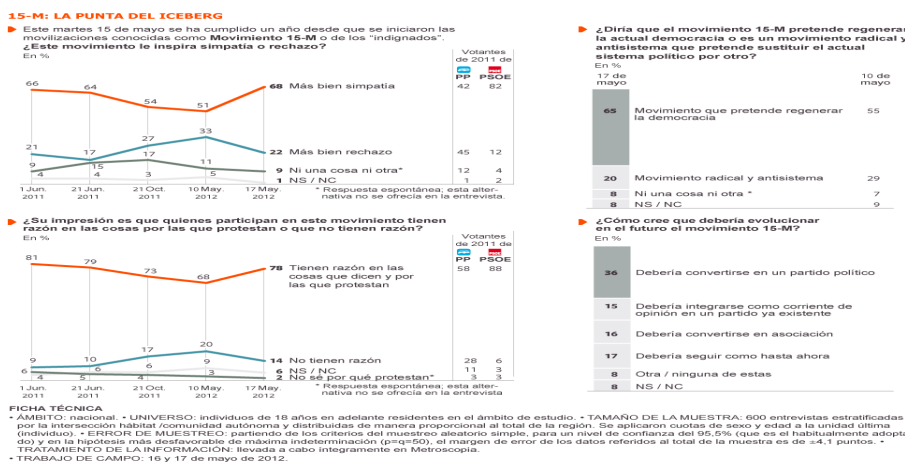 15-M: LA PUNTA DEL ICEBERG
Este martes 15 de mayo se ha cumplido un año desde que se iniciaron las
movilizaciones conocidas como Movimiento 15-M o de los "indignados".
¿Este movimiento le inspira simpatía o rechazo?
En %
Votantes
de 2011 de
PP PSOE
66 64 54 51 68 Más bien simpatía 42 82
21 17 27 33 22 Más bien rechazo 45 12
9 15 17 11 9 Ni una cosa ni otra* 12 4
4 4 3 5 1 NS / NC 1 2
1 Jun. 21 Jun. 21 Oct. 10 May. 17 May.
2011 2011 2011 2012 2012
* Respuesta espontánea; esta alter-
nativa no se ofrecía en la entrevista.
¿Su impresión es que quienes participan en este movimiento tienen
razón en las cosas por las que protestan o que no tienen razón?
En %
Votantes
de 2011 de
PP PSOE
81 79 73 68 78 Tienen razón en las 58 88
cosas que dicen y por
las que protestan
9 10 17 20 14 No tienen razón 28 6
6 6 6 9 6 NS / NC 11 3
4 5 4 3 2 No sé por qué protestan* 3 3
1 Jun. 21 Jun. 21 Oct. 10 May. 17 May.
2011 2011 2011 2012 2012
* Respuesta espontánea; esta alter-
nativa no se ofrecía en la entrevista
¿Diría que el movimiento 15-M pretende regenerar
la actual democracia o es un movimiento radical y
antisistema que pretende sustituir el actual
sistema político por otro?
En %
17 de 10 de
mayo mayo
65 Movimiento que pretende regenerar 55
la democracia
20 Movimiento radical y antisistema 29
8 Ni una cosa ni otra * 7
8 NS / NC 9
¿Cómo cree que debería evolucionar
en el futuro el movimiento 15-M?
En %
36 Debería convertirse en un partido político
15 Debería integrarse como corriente de
opinión en un partido ya existente
16 Debería convertirse en asociación
17 Debería seguir como hasta ahora
8 Otra / ninguna de estas
8 NS / NC
FICHA TÉCNICA
• ÁMBITO: nacional. • UNIVERSO: individuos de 18 años en adelante residentes en el ámbito de estudio. • TAMAÑO DE LA MUESTRA: 600 entrevistas estratificadas
por la intersección hábitat /comunidad autónoma y distribuidas de manera proporcional al total de la región. Se aplicaron cuotas de sexo y edad a la unidad última
(individuo). • ERROR DE MUESTREO: partiendo de los criterios del muestreo aleatorio simple, para un nivel de confianza del 95,5% (que es el habitualmente adopta-
do) y en la hipótesis más desfavorable de máxima indeterminación (p=q=50), el margen de error de los datos referidos al total de la muestra es de ±4,1 puntos. •
TRATAMIENTO DE LA INFORMACIÓN: llevada a cabo íntegramente en Metroscopia.
• TRABAJO DE CAMPO: 16 y 17 de mayo de 2012.